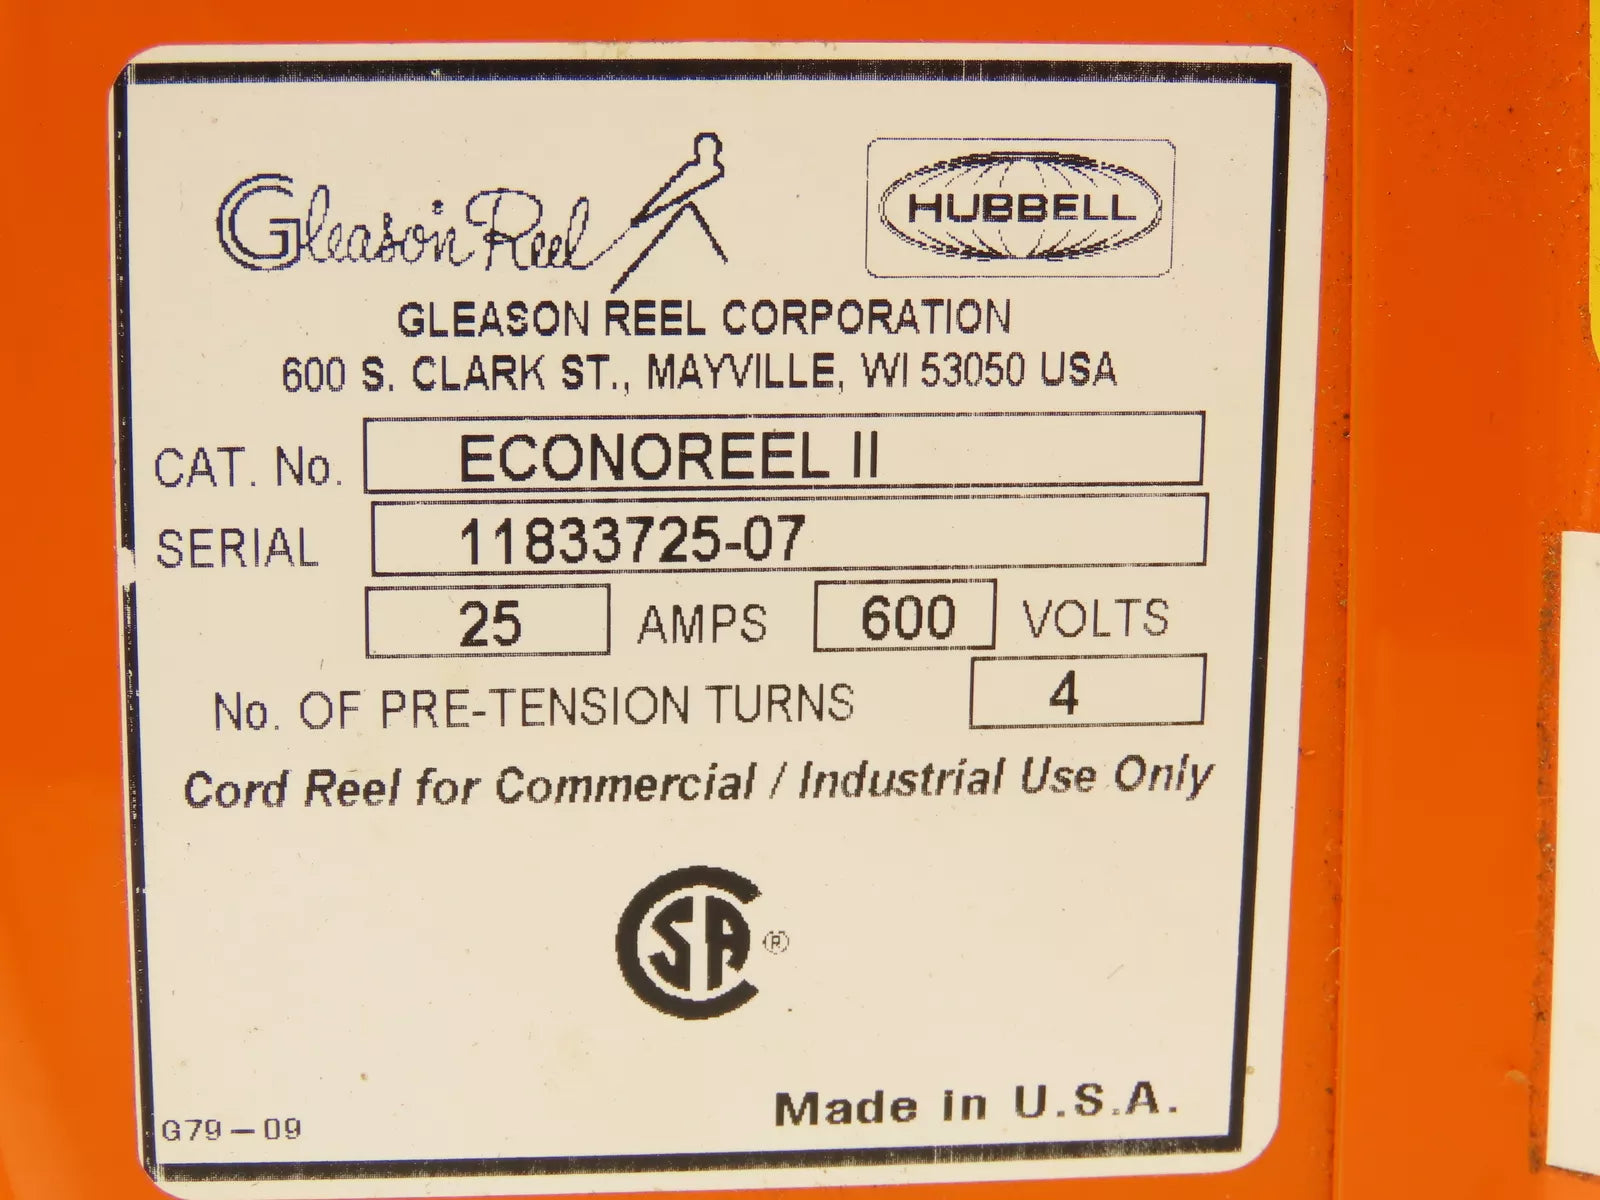 Gleason Reel
HUBBELL
GLEASON REEL CORPORATION
600 S. CLARK ST., MAYVILLE, WI 53050 USA
CAT. No. ECONOREEL II
SERIAL 11833725-07
25 AMPS 600 VOLTS
No. OF PRE-TENSION TURNS 4
Cord Reel for Commercial / Industrial Use Only
CSA ®
Made in U.S.A.
G79-09